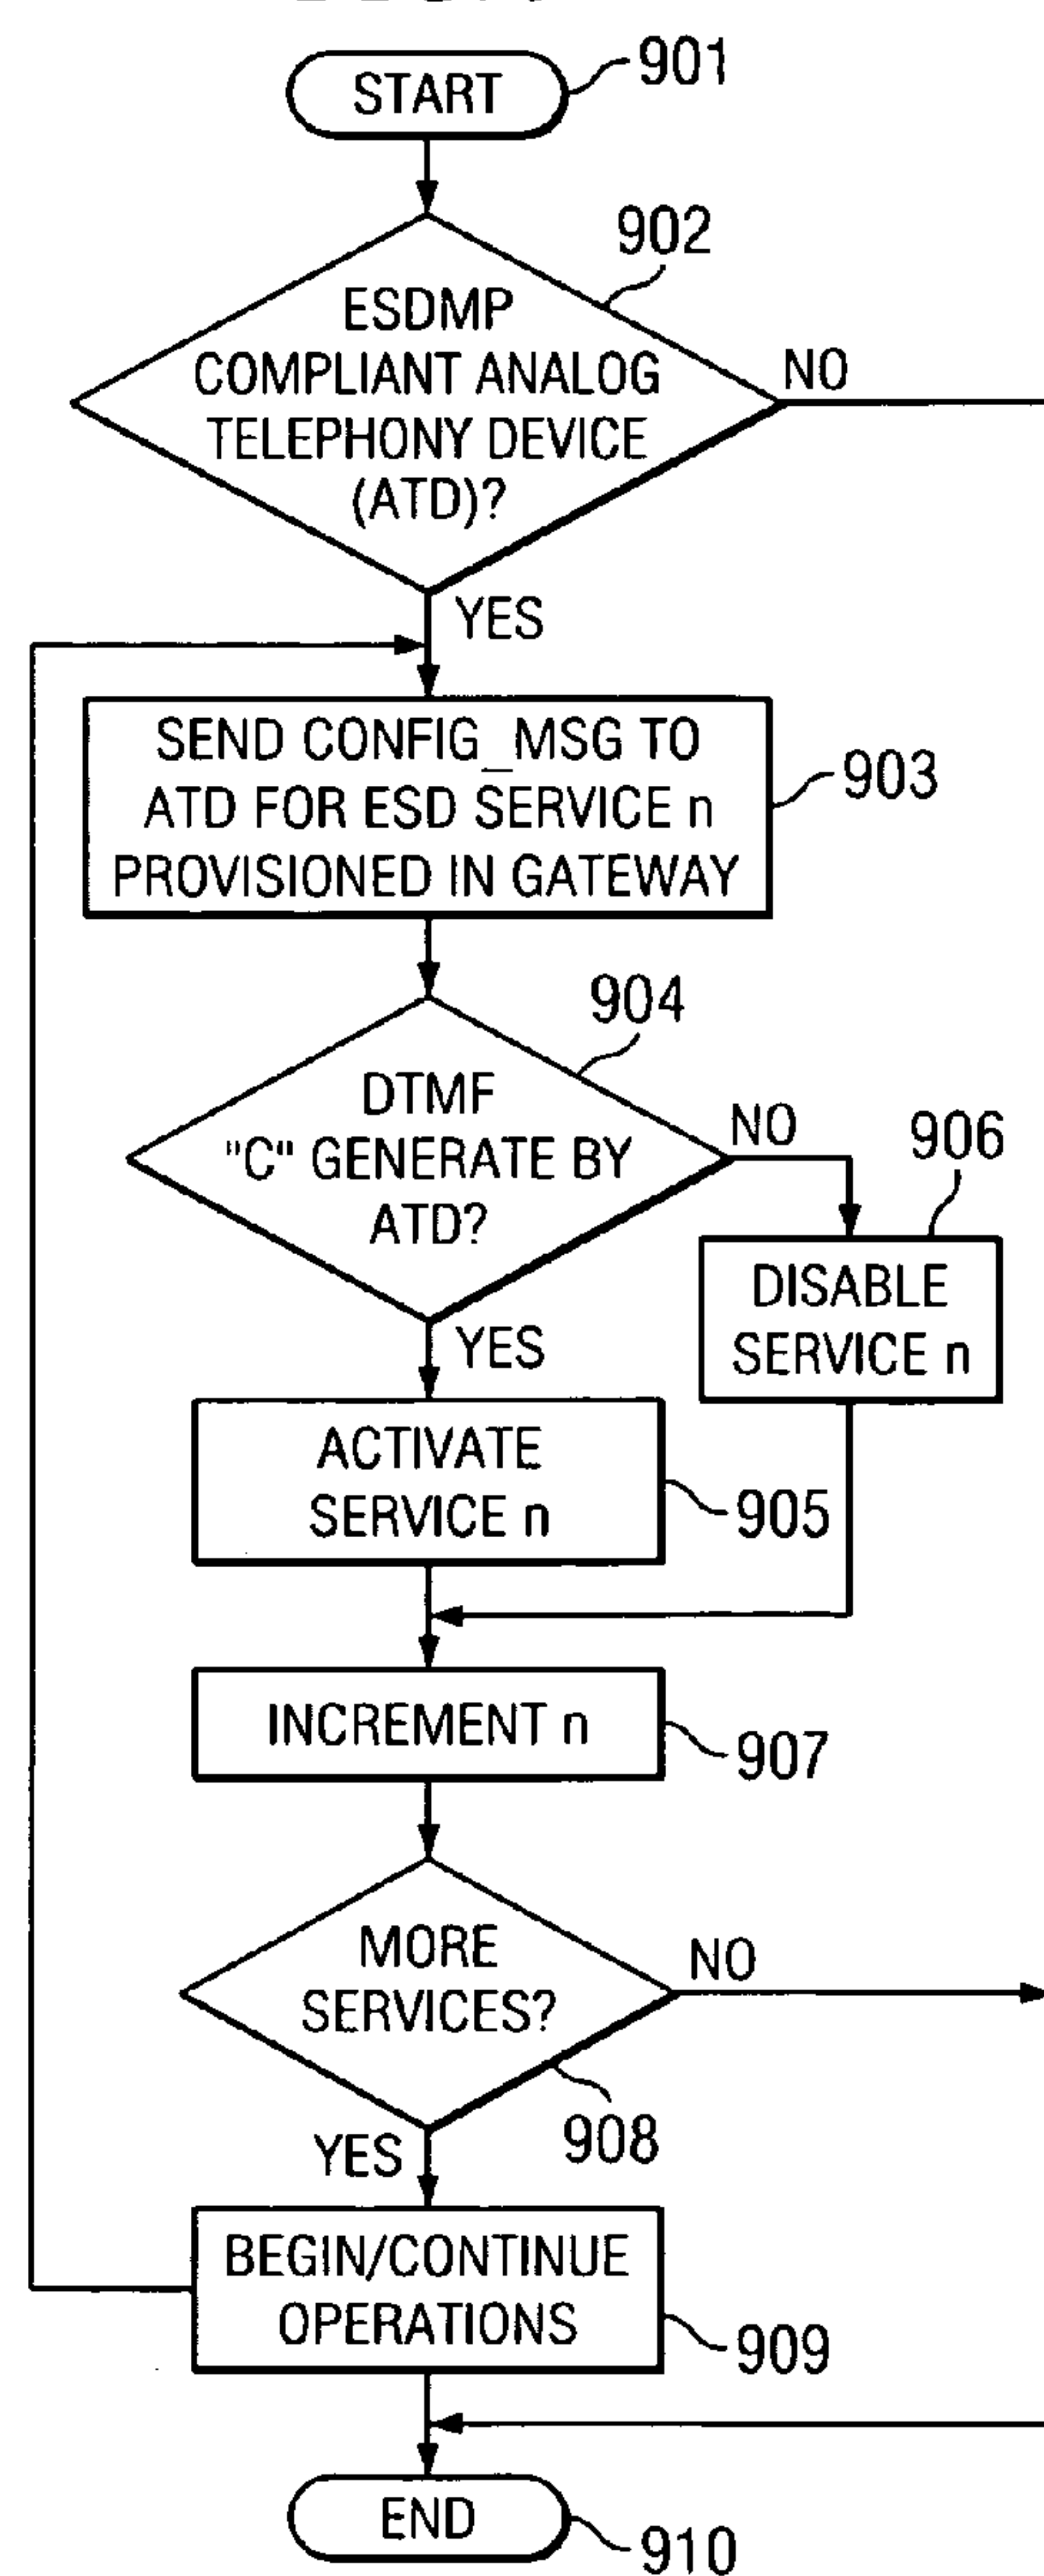 START
901
902
ESDMP
COMPLIANT ANALOG
TELEPHONY DEVICE
(ATD)?
NO
YES
SEND CONFIG_MSG TO
ATD FOR ESD SERVICE n
PROVISIONED IN GATEWAY
903
904
DTMF
"C" GENERATE BY
ATD?
NO
906
DISABLE
SERVICE n
YES
ACTIVATE
SERVICE n
905
INCREMENT n
907
MORE
SERVICES?
NO
908
YES
BEGIN/CONTINUE
OPERATIONS
909
END
910